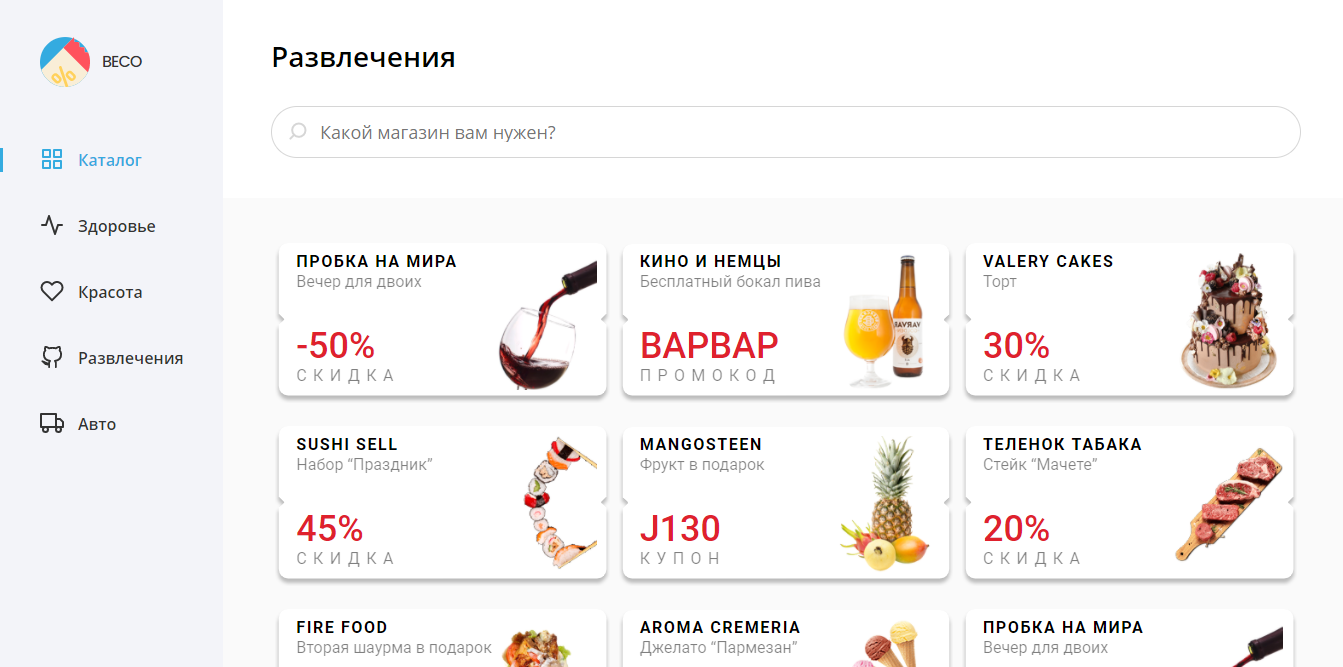 BECO
Каталог
Здоровье
Красота
Развлечения
Авто
Развлечения
Какой магазин вам нужен?
ПРОБКА НА МИРА
Вечер для двоих
-50%
СКИДКА
КИНО И НЕМЦЫ
Бесплатный бокал пива
ВАРВАР
ПРОМОКОД
VALERY CAKES
Торт
30%
СКИДКА
SUSHI SELL
Набор “Праздник”
45%
СКИДКА
MANGOSTEEN
Фрукт в подарок
J130
КУПОН
ТЕЛЕНОК ТАБАКА
Стейк “Мачете”
20%
СКИДКА
FIRE FOOD
Вторая шаурма в подарок
AROMA CREMERIA
Джелато “Пармезан”
ПРОБКА НА МИРА
Вечер для двоих